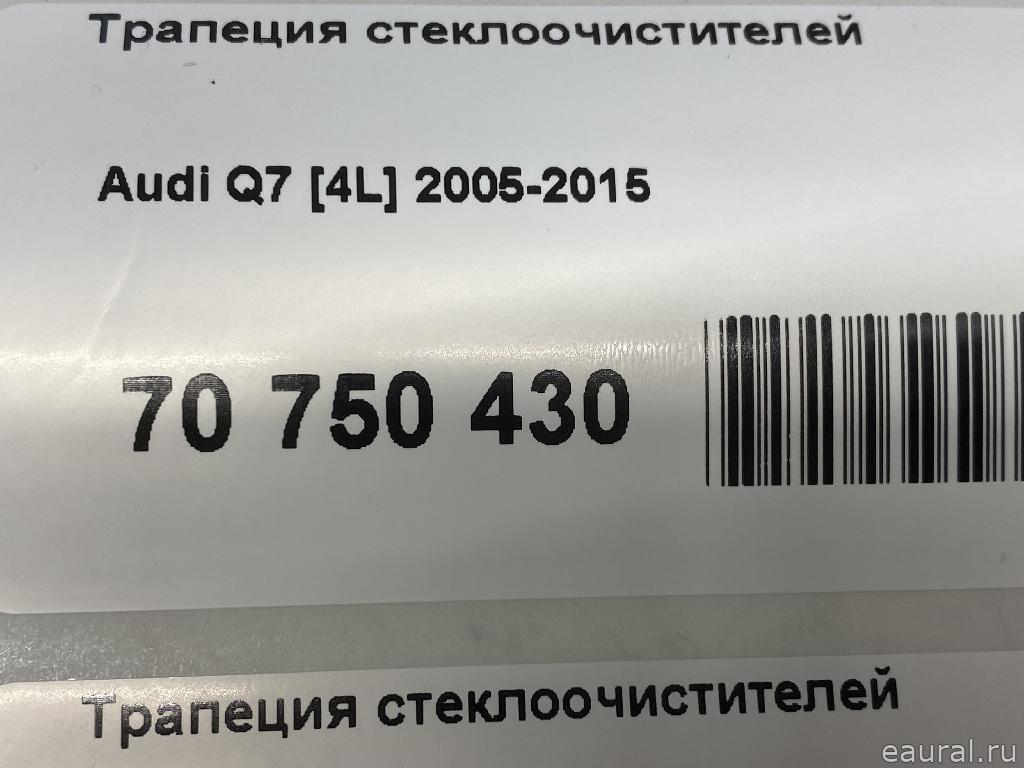 Трапеция стеклоочистителей
Audi Q7 [4L] 2005-2015
70 750 430
Трапеция стеклоочистителей
eaural.ru